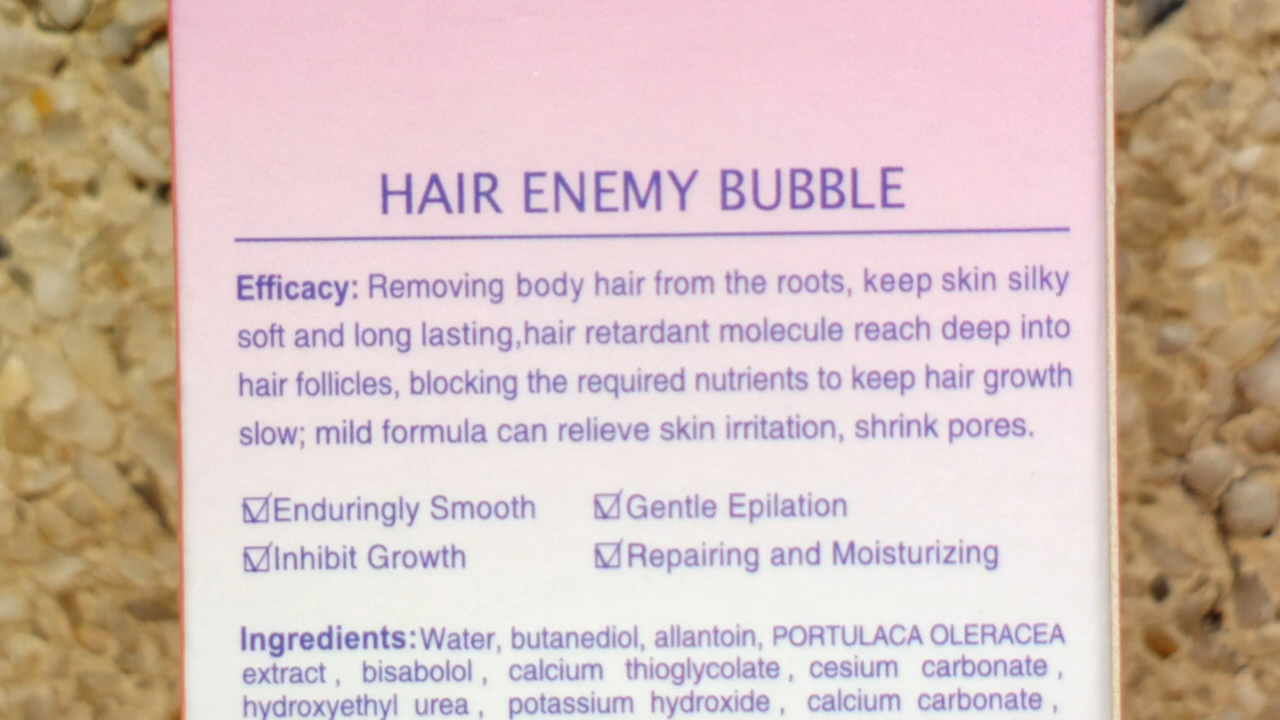 HAIR ENEMY BUBBLE
Efficacy: Removing body hair from the roots, keep skin silky
soft and long lasting,hair retardant molecule reach deep into
hair follicles, blocking the required nutrients to keep hair growth
slow; mild formula can relieve skin irritation, shrink pores.
☑Enduringly Smooth ☑Gentle Epilation
☑Inhibit Growth ☑Repairing and Moisturizing
Ingredients:Water, butanediol, allantoin, PORTULACA OLERACEA
extract , bisabolol , calcium thioglycolate , cesium carbonate ,
hydroxyethyl urea , potassium hydroxide , calcium carbonate ,